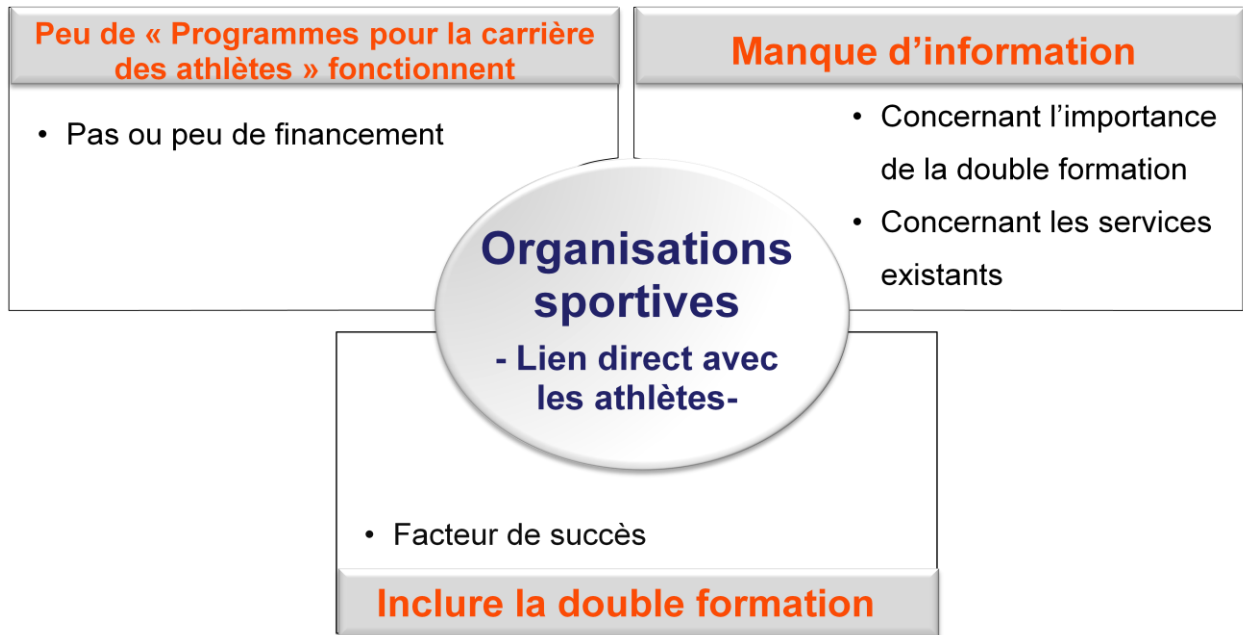 Peu de « Programmes pour la carrière
des athlètes » fonctionnent
• Pas ou peu de financement
Manque d’information
• Concernant l’importance
de la double formation
• Concernant les services
existants
Organisations
sportives
- Lien direct avec
les athlètes-
• Facteur de succès
Inclure la double formation